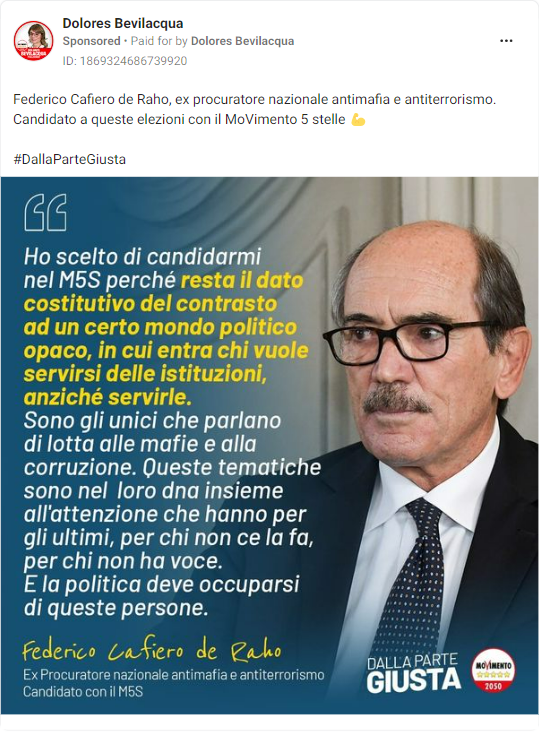 Dolores Bevilacqua
Sponsored • Paid for by Dolores Bevilacqua
ID: 1869324686739920
Federico Cafiero de Raho, ex procuratore nazionale antimafia e antiterrorismo.
Candidato a queste elezioni con il MoVimento 5 stelle 💪
#DallaParteGiusta
Ho scelto di candidarmi
nel M5S perché resta il dato
costitutivo del contrasto
ad un certo mondo politico
opaco, in cui entra chi vuole
servirsi delle istituzioni,
anziché servirle.
Sono gli unici che parlano
di lotta alle mafie e alla
corruzione. Queste tematiche
sono nel loro dna insieme
all'attenzione che hanno per
gli ultimi, per chi non ce la fa,
per chi non ha voce.
E la politica deve occuparsi
di queste persone.
Federico Cafiero de Raho
Ex Procuratore nazionale antimafia e antiterrorismo
Candidato con il M5S
DALLA PARTE
GIUSTA
MOVIMENTO
2050